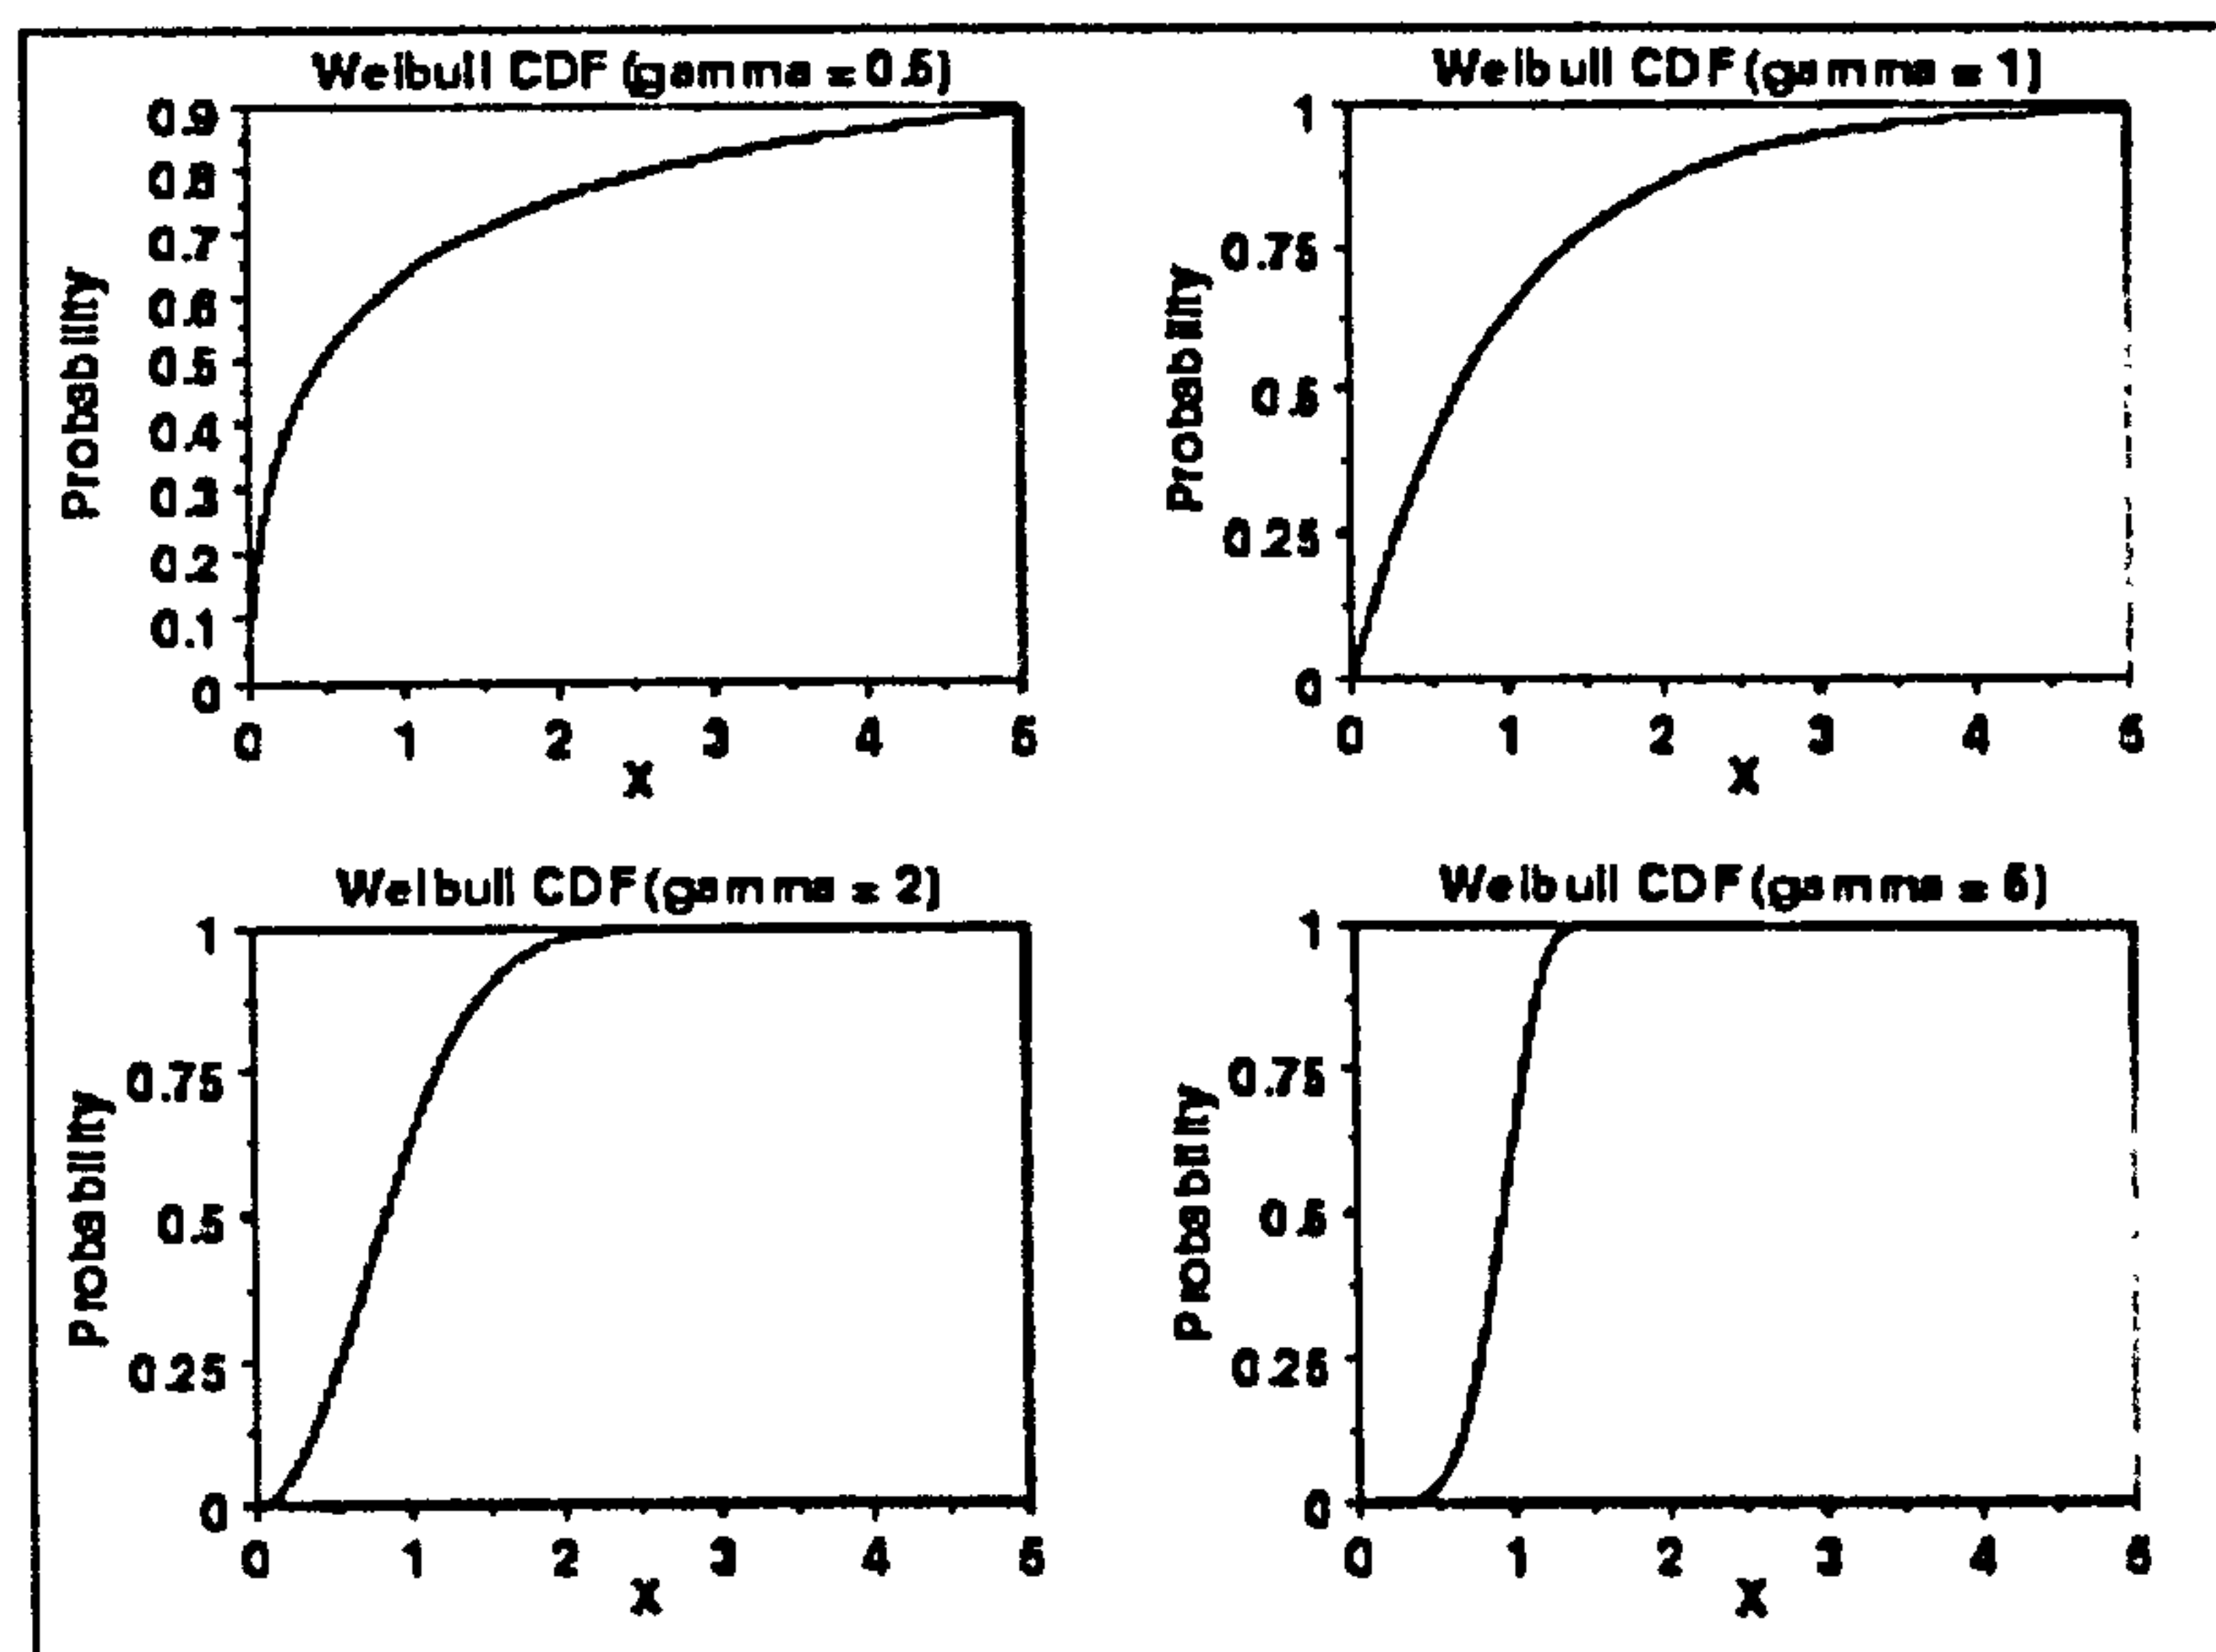 Weibull CDF (gamma = 0.5)
0.9
0.8
0.7
0.6
0.5
0.4
0.3
0.2
0.1
0
Probability
0 1 2 3 4 5
X
Weibull CDF (gamma = 1)
1
0.75
0.5
0.25
0
Probability
0 1 2 3 4 5
X
Weibull CDF (gamma = 2)
1
0.75
0.5
0.25
0
Probability
0 1 2 3 4 5
X
Weibull CDF (gamma = 5)
1
0.75
0.5
0.25
0
Probability
0 1 2 3 4 5
X